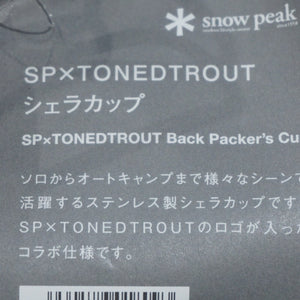 snow peak
SP×TONEDTROUT
シェラカップ
SP×TONEDTROUT Back Packer's Cu
ソロからオートキャンプまで様々なシーンで
活躍するステンレス製シェラカップです
SP×TONEDTROUTのロゴが入っ
コラボ仕様です。